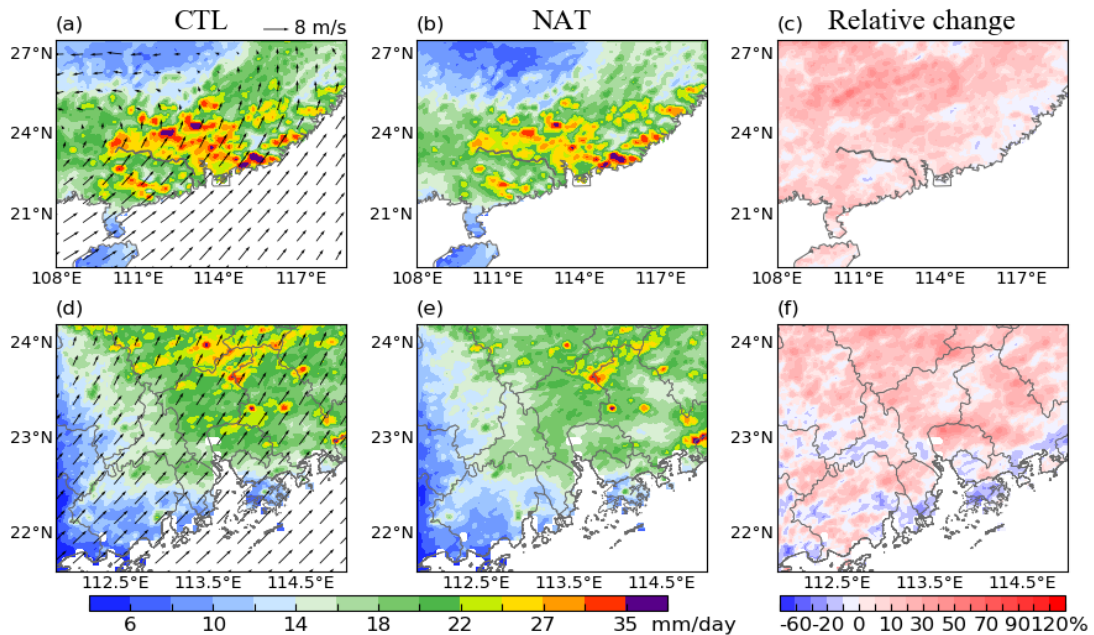 CTL NAT Relative change
(a) 8 m/s (b) (c)
27°N 27°N 27°N
24°N 24°N 24°N
21°N 21°N 21°N
108°E 111°E 114°E 117°E 108°E 111°E 114°E 117°E 108°E 111°E 114°E 117°E
(d) (e) (f)
24°N 24°N 24°N
23°N 23°N 23°N
22°N 22°N 22°N
112.5°E 113.5°E 114.5°E 112.5°E 113.5°E 114.5°E 112.5°E 113.5°E 114.5°E
6 10 14 18 22 27 35 mm/day -60 -20 0 10 30 50 70 90 120%